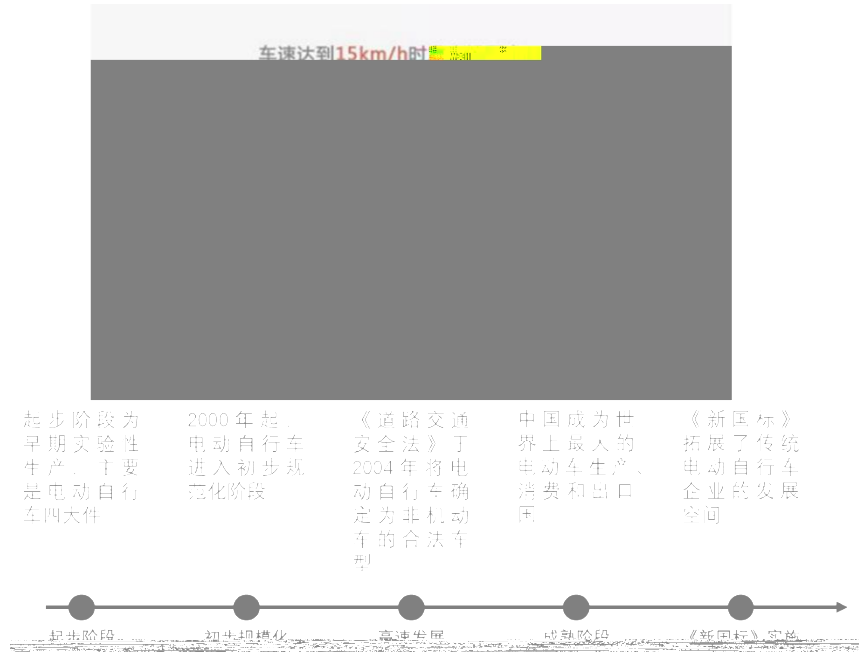 车速达到15km/h时
起步阶段为
早期实验性
生产、主要
是电动自行
车四大件
2000年起,
电动自行车
进入初步规
范化阶段
《道路交通
安全法》于
2004年将电
动自行车确
定为非机动
车的合法车
型
中国成为世
界上最大的
电动车生产、
消费和出口
国
《新国标》
拓展了传统
电动自行车
企业的发展
空间
起步阶段
初步规模化
高速发展
成熟阶段
《新国标》实施